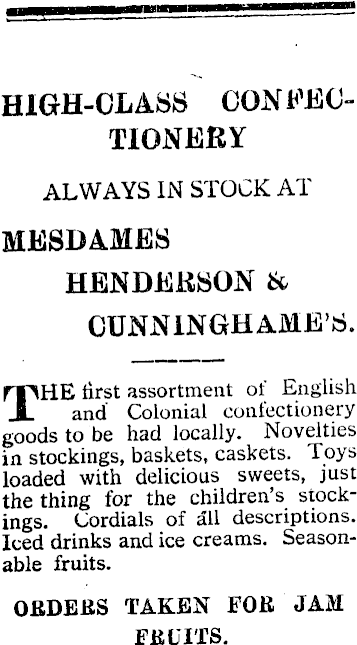 HIGH-CLASS CONFEC-
TIONERY
ALWAYS IN STOCK AT
MESDAMES
HENDERSON &
CUNNINGHAME'S.
THE first assortment of English
and Colonial confectionery
goods to be had locally. Novelties
in stockings, baskets, caskets. Toys
loaded with delicious sweets, just
the thing for the children's stock-
ings. Cordials of all descriptions.
Iced drinks and ice creams. Season-
able fruits.
ORDERS TAKEN FOR JAM
FRUITS.